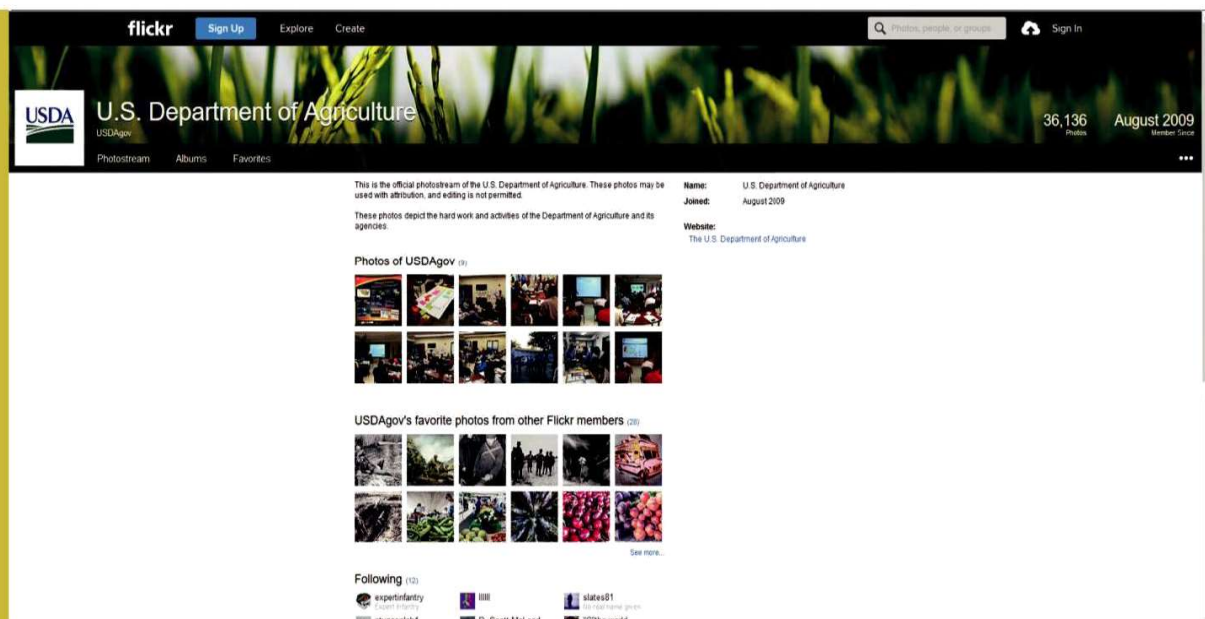 flickr Sign Up Explore Create Photos, people, or groups... Sign In
USDA
U.S. Department of Agriculture
USDAgov
36,136
Photos
August 2009
Member Since
Photostream Albums Favorites
This is the official photostream of the U.S. Department of Agriculture. These photos may be
used with attribution, and editing is not permitted.
These photos depict the hard work and activities of the Department of Agriculture and its
agencies.
Name: U.S. Department of Agriculture
Joined: August 2009
Website:
The U.S. Department of Agriculture
Photos of USDAgov (9)
USDAgov's favorite photos from other Flickr members (28)
See more...
Following (12)
expertinfantry
Expert Infantry
slates81
No real name given